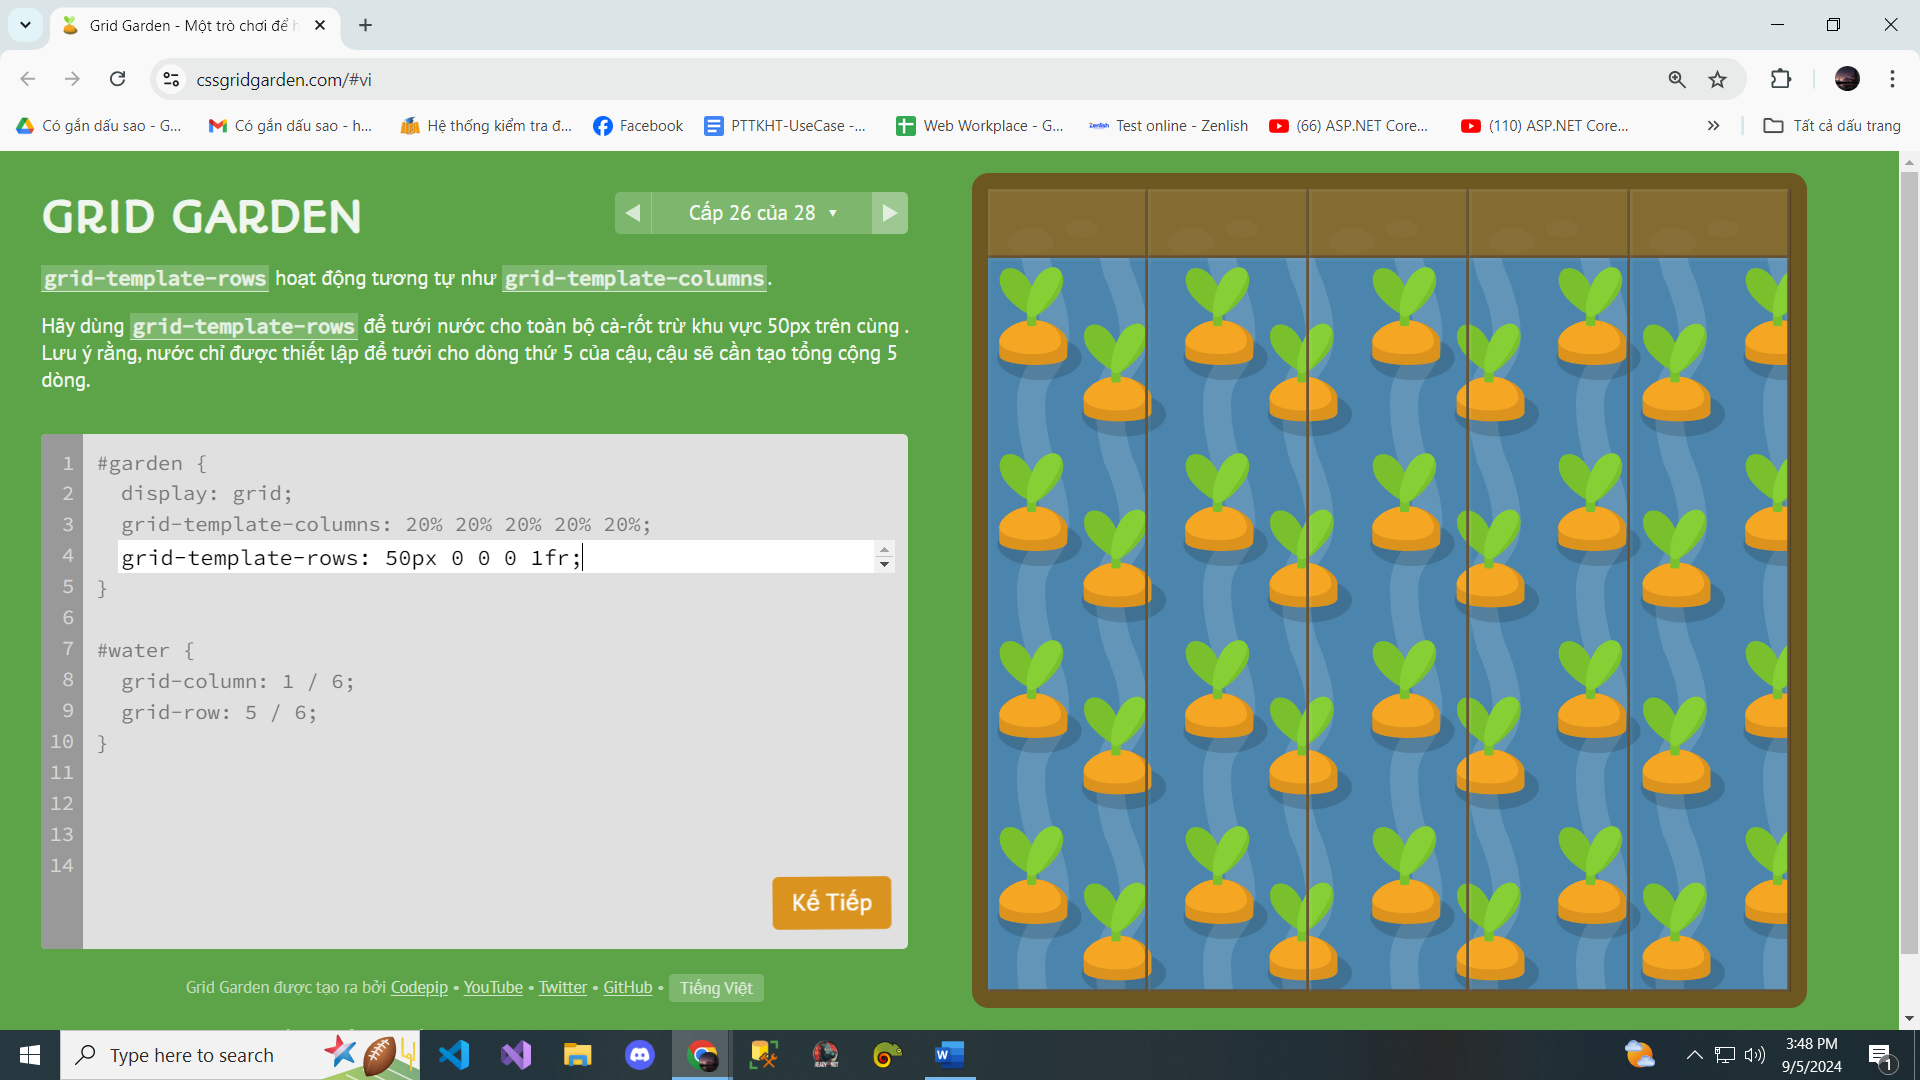 Grid Garden - Một trò chơi để h
cssgridgarden.com/#vi
Có gắn dấu sao - G...
Có gắn dấu sao - h...
Hệ thống kiểm tra đ...
Facebook
PTTKHT-UseCase -...
Web Workplace - G...
Zenlish
Test online - Zenlish
(66) ASP.NET Core...
(110) ASP.NET Core...
Tất cả dấu trang
GRID GARDEN
Cấp 26 của 28
grid-template-rows hoạt động tương tự như grid-template-columns.
Hãy dùng grid-template-rows để tưới nước cho toàn bộ cà-rốt trừ khu vực 50px trên cùng .
Lưu ý rằng, nước chỉ được thiết lập để tưới cho dòng thứ 5 của cậu, cậu sẽ cần tạo tổng cộng 5
dòng.
1 #garden {
2 display: grid;
3 grid-template-columns: 20% 20% 20% 20% 20%;
4 grid-template-rows: 50px 0 0 0 1fr;
5 }
6
7 #water {
8 grid-column: 1 / 6;
9 grid-row: 5 / 6;
10 }
11
12
13
14
Kế Tiếp
Grid Garden được tạo ra bởi Codepip • YouTube • Twitter • GitHub • Tiếng Việt
Type here to search
READY NOT
W
3:48 PM
9/5/2024
1